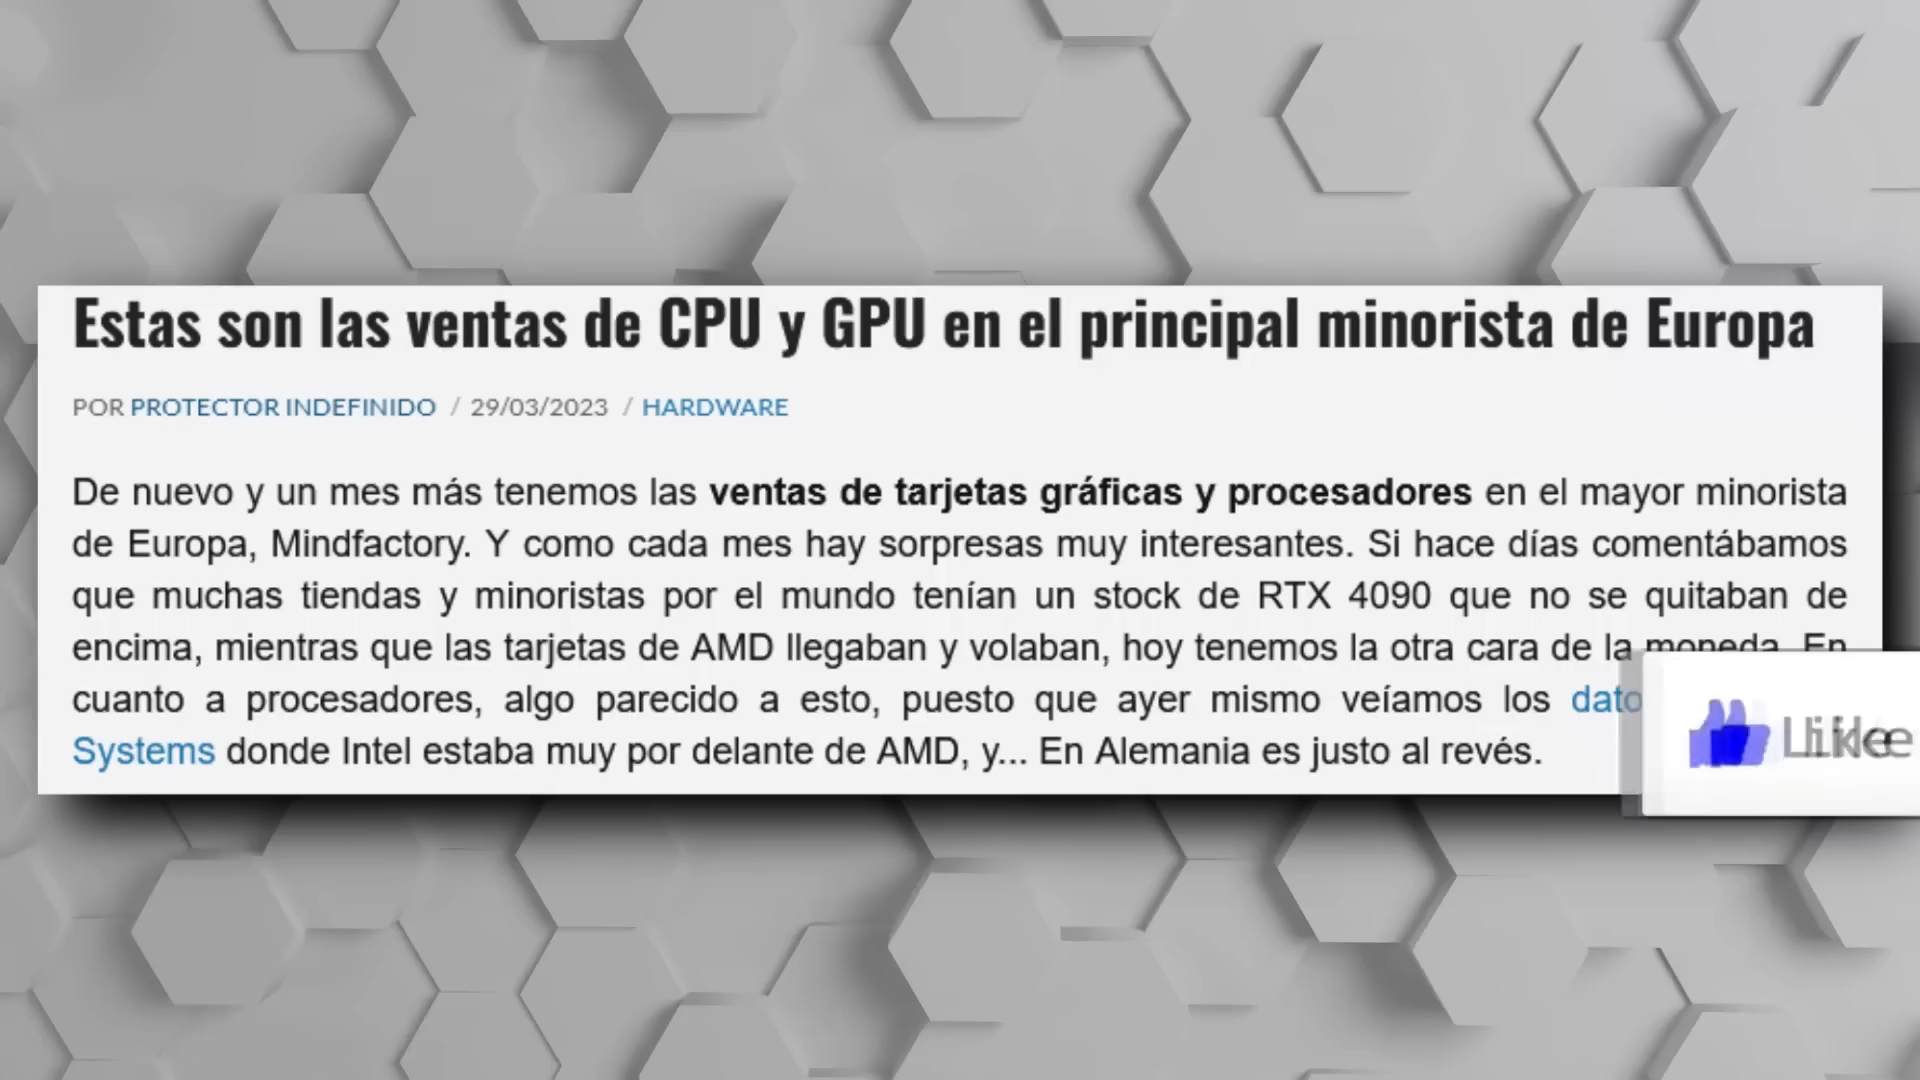 Estas son las ventas de CPU y GPU en el principal minorista de Europa
POR PROTECTOR INDEFINIDO / 29/03/2023 / HARDWARE
De nuevo y un mes más tenemos las ventas de tarjetas gráficas y procesadores en el mayor minorista
de Europa, Mindfactory. Y como cada mes hay sorpresas muy interesantes. Si hace días comentábamos
que muchas tiendas y minoristas por el mundo tenían un stock de RTX 4090 que no se quitaban de
encima, mientras que las tarjetas de AMD llegaban y volaban, hoy tenemos la otra cara de la moneda. En
cuanto a procesadores, algo parecido a esto, puesto que ayer mismo veíamos los
Systems donde Intel estaba muy por delante de AMD, y... En Alemania es justo al revés.
Like